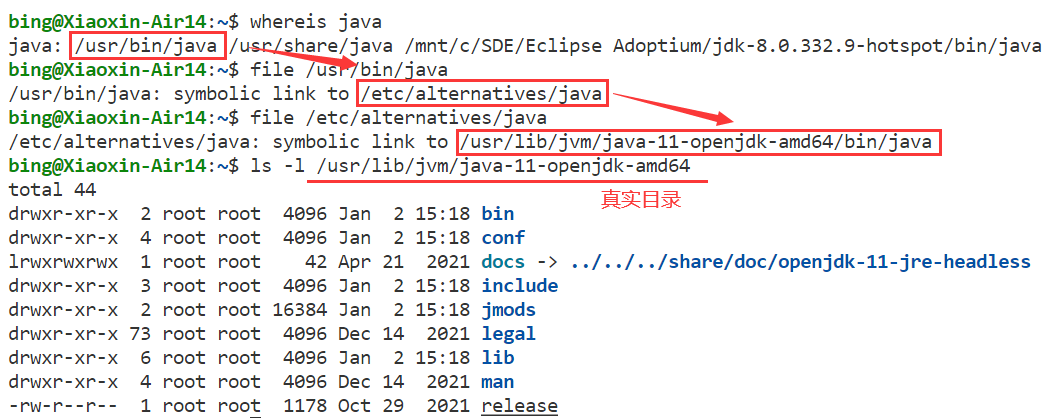 bing@Xiaoxin-Air14:~$ whereis java
java: /usr/bin/java /usr/share/java /mnt/c/SDE/Eclipse Adoptium/jdk-8.0.332.9-hotspot/bin/java
bing@Xiaoxin-Air14:~$ file /usr/bin/java
/usr/bin/java: symbolic link to /etc/alternatives/java
bing@Xiaoxin-Air14:~$ file /etc/alternatives/java
/etc/alternatives/java: symbolic link to /usr/lib/jvm/java-11-openjdk-amd64/bin/java
bing@Xiaoxin-Air14:~$ ls -l /usr/lib/jvm/java-11-openjdk-amd64
total 44
真实目录
drwxr-xr-x  2 root root  4096 Jan  2 15:18 bin
drwxr-xr-x  4 root root  4096 Jan  2 15:18 conf
lrwxrwxrwx  1 root root    42 Apr 21  2021 docs -> ../../../share/doc/openjdk-11-jre-headless
drwxr-xr-x  3 root root  4096 Jan  2 15:18 include
drwxr-xr-x  2 root root 16384 Jan  2 15:18 jmods
drwxr-xr-x 73 root root  4096 Dec 14  2021 legal
drwxr-xr-x  6 root root  4096 Jan  2 15:18 lib
drwxr-xr-x  4 root root  4096 Dec 14  2021 man
-rw-r--r--  1 root root  1178 Oct 29  2021 release